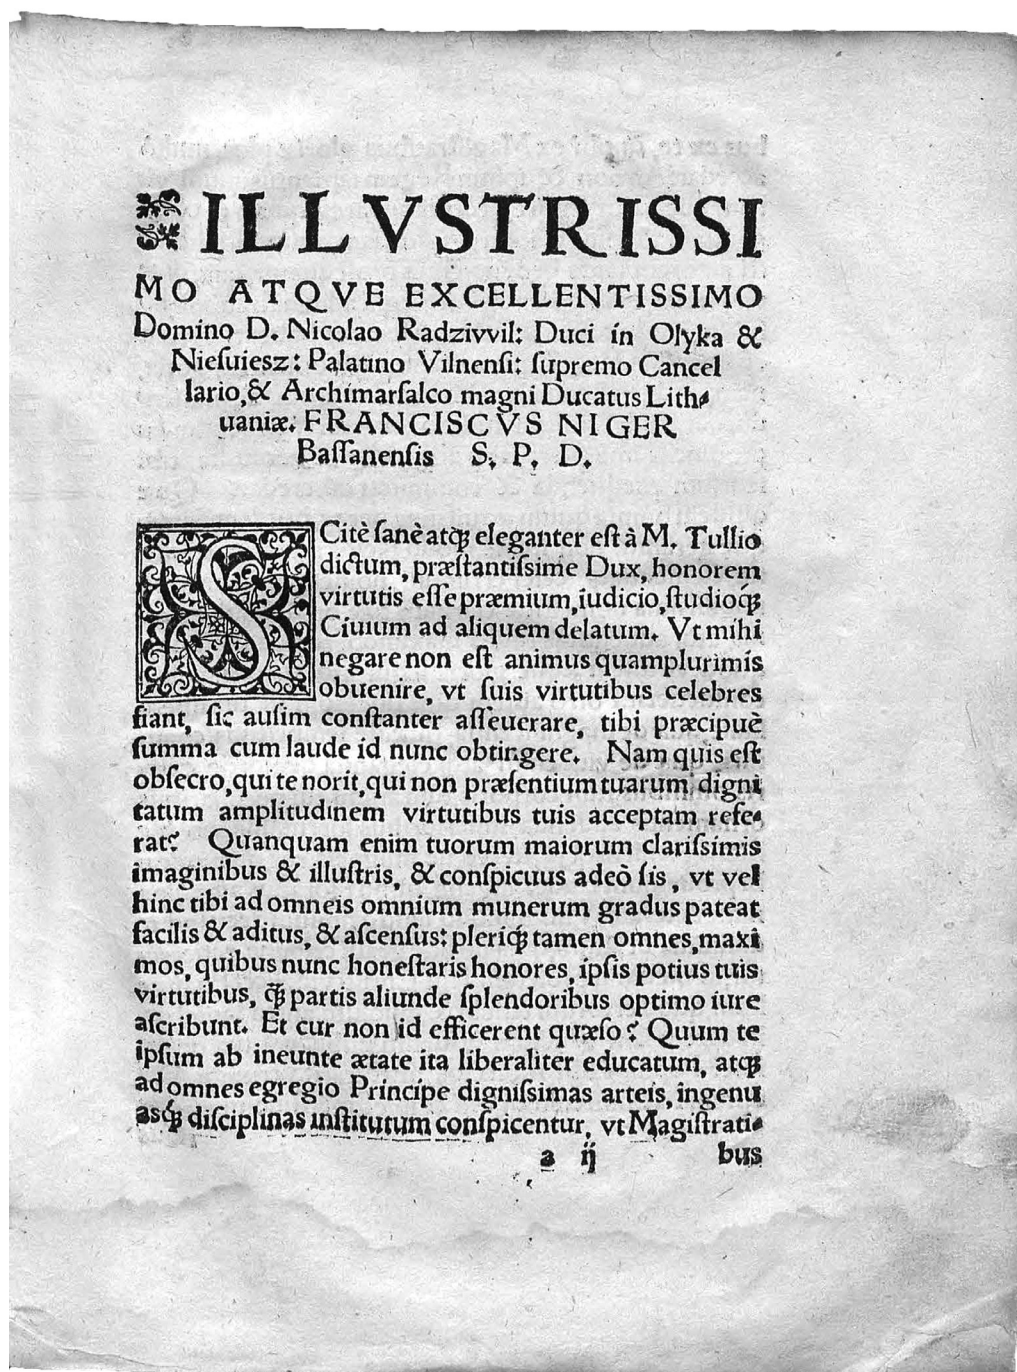 ILLVSTRISSI
MO ATQVE EXCELLENTISSIMO
Domino D. Nicolao Radzivvil: Duci in Olyka &
Niesuiesz: Palatino Vilnensi: ſupremo Cancel
lario, & Archimarſalco magni Ducatus Lith⸗
uaniæ. FRANCISCVS NIGER
Baſſanenſis S. P. D.
SCitè ſanè atq́; eleganter eſt à M. Tullio
dictum, præſtantiſsime Dux, honorem
virtutis eſſe præmium, iudicio, ſtudioq́;
Ciuium ad aliquem delatum. Vt mihi
negare non eſt animus quamplurimis
obuenire, vt ſuis virtutibus celebres
fiant, ſic auſim conſtanter aſſeuerare, tibi præcipuè
ſumma cum laude id nunc obtingere. Nam quis eſt
obſecro, qui te norit, qui non præſentium tuarum digni
tatum amplitudinem virtutibus tuis acceptam refe⸗
rat? Quanquam enim tuorum maiorum clariſsimis
imaginibus & illuſtris, & conſpicuus adeò ſis, vt vel
hinc tibi ad omneis omnium munerum gradus pateat
facilis & aditus, & aſcenſus: pleriq́; tamen omnes, maxi
mos, quibus nunc honeſtaris honores, ipſis potius tuis
virtutibus, q̃; partis aliunde ſplendoribus optimo iure
aſcribunt. Et cur non id efficerent quæſo? Quum te
ipſum ab ineunte ætate ita liberaliter educatum, atq́;
ad omnes egregio Principe digniſsimas arteis, ingenu
asq́; diſciplinas inſtitutum conſpicentur, vt Magiſtrati⸗
a ij bus